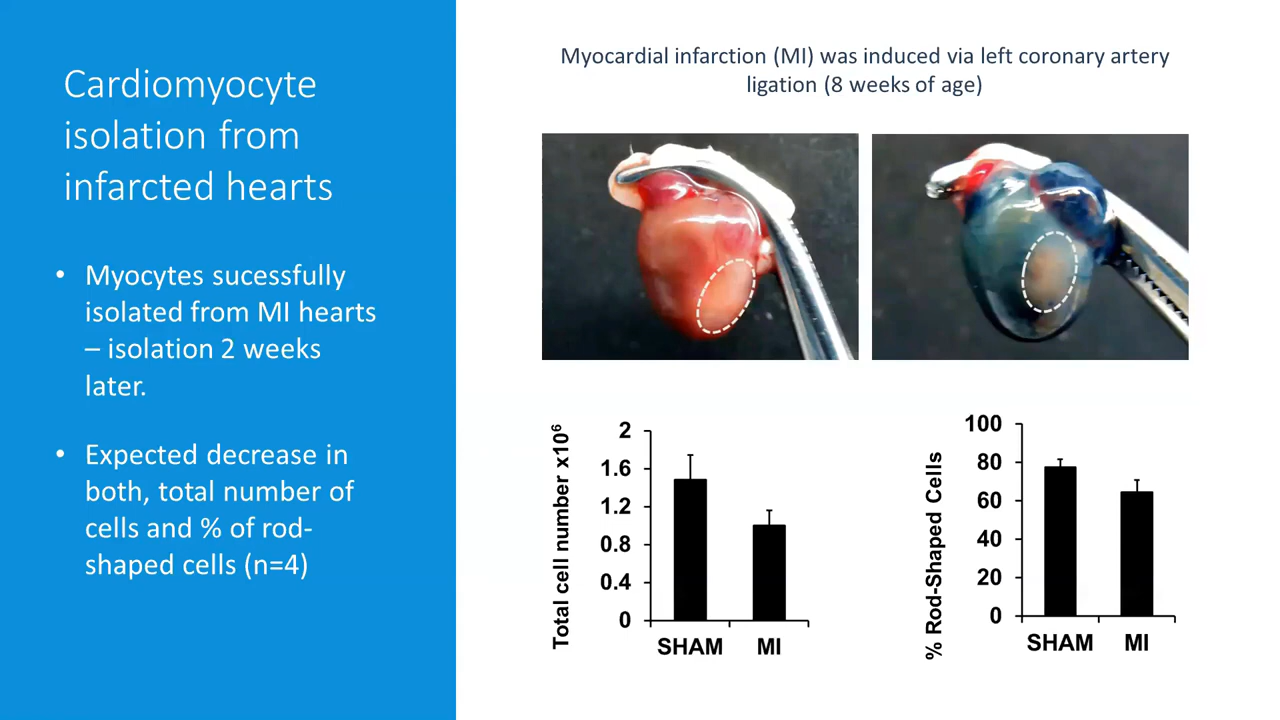 Cardiomyocyte
isolation from
infarcted hearts
• Myocytes sucessfully
isolated from MI hearts
– isolation 2 weeks
later.
• Expected decrease in
both, total number of
cells and % of rod-
shaped cells (n=4)
Myocardial infarction (MI) was induced via left coronary artery
ligation (8 weeks of age)
Total cell number x10⁶
2
1.6
1.2
0.8
0.4
0
SHAM MI
% Rod-Shaped Cells
100
80
60
40
20
0
SHAM MI